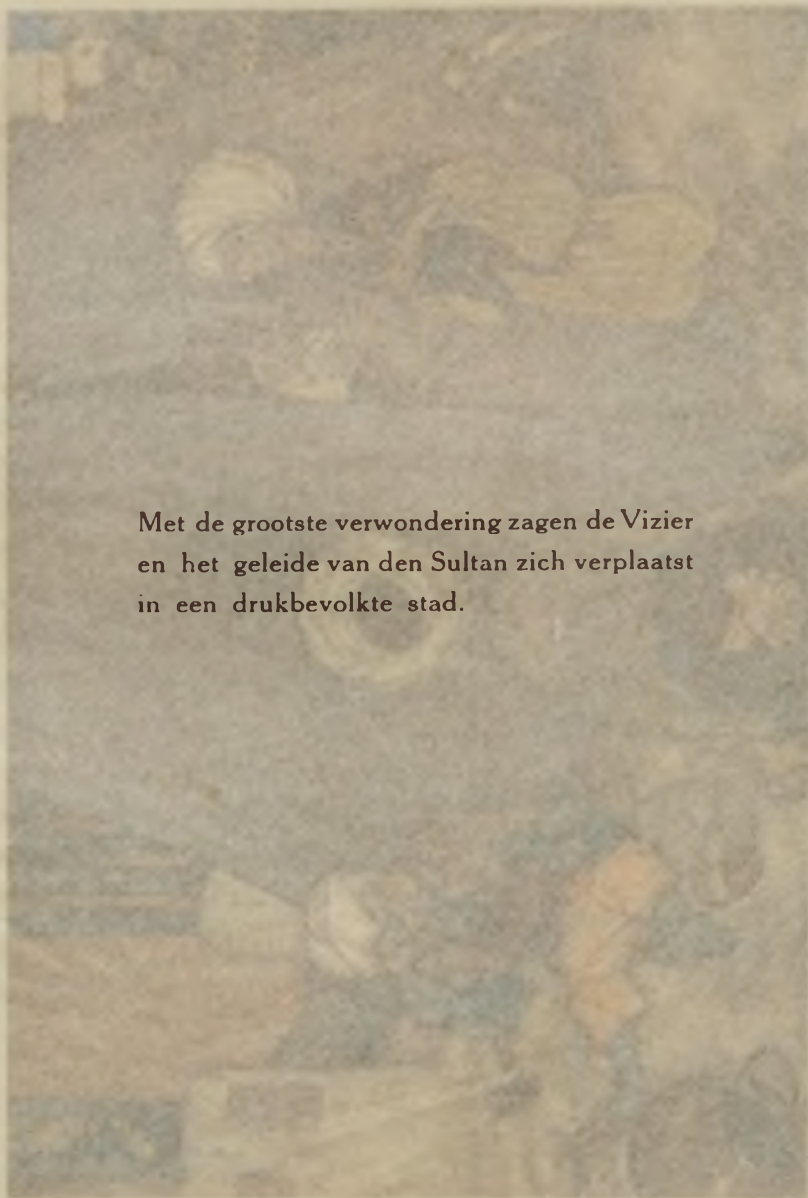 Met de grootste verwondering zagen de Vizier
en het geleide van den Sultan zich verplaatst
in een drukbevolkte stad.